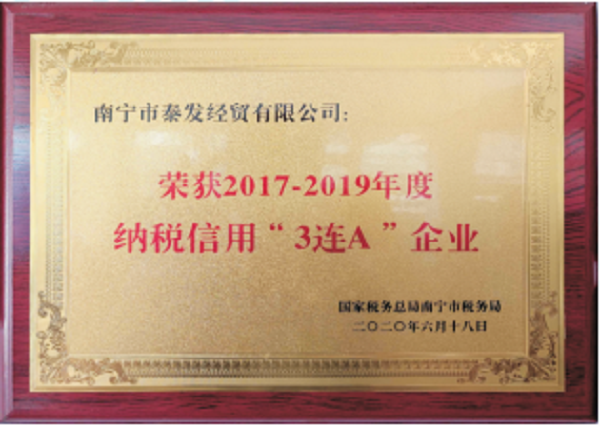 南宁市泰发经贸有限公司：
荣获2017-2019年度
纳税信用“3连A”企业
国家税务总局南宁市税务局
二〇二〇年六月十八日